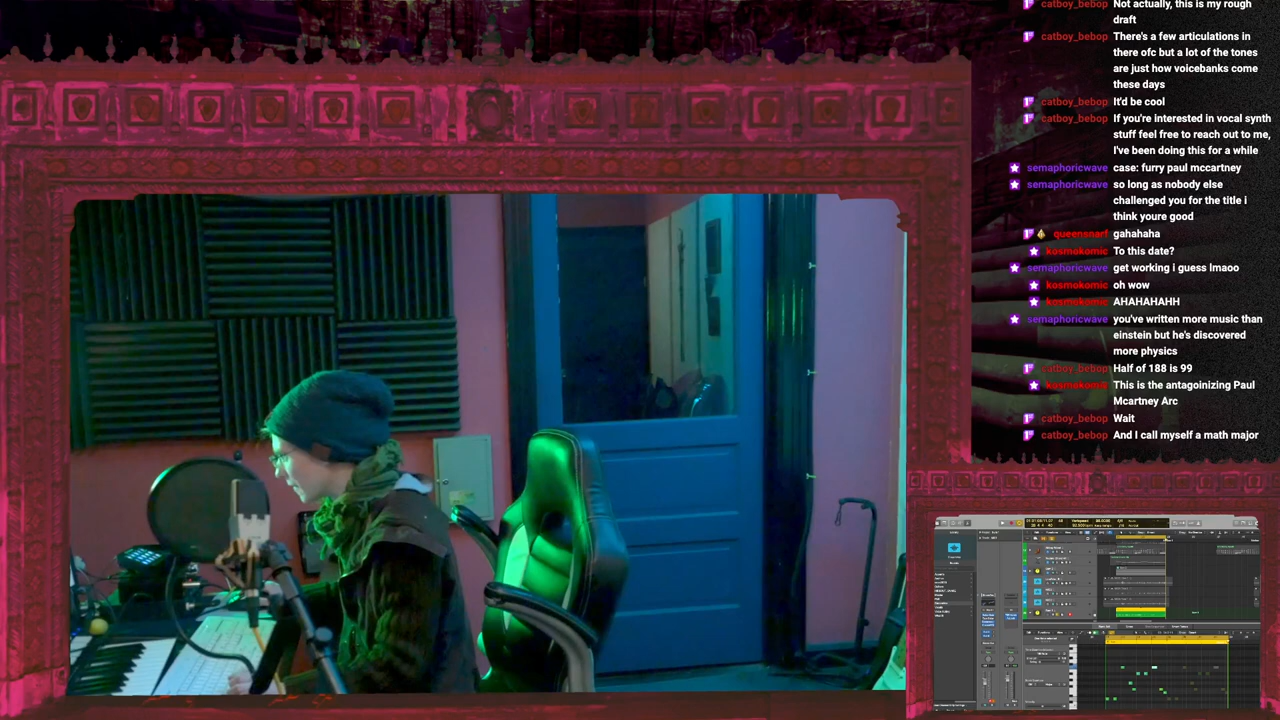 catboy_bebop Not actually, this is my rough
draft
catboy_bebop There's a few articulations in
there ofc but a lot of the tones
are just how voicebanks come
these days
catboy_bebop It'd be cool
catboy_bebop If you're interested in vocal synth
stuff feel free to reach out to me,
I've been doing this for a while
semaphoricwave case: furry paul mccartney
semaphoricwave so long as nobody else
challenged you for the title i
think youre good
queensnarf gahahaha
kosmokomic To this date?
semaphoricwave get working i guess lmaoo
kosmokomic oh wow
kosmokomic AHAHAHAHH
semaphoricwave you've written more music than
einstein but he's discovered
more physics
catboy_bebop Half of 188 is 99
kosmokomic This is the antagoinizing Paul
Mcartney Arc
catboy_bebop Wait
catboy_bebop And I call myself a math major